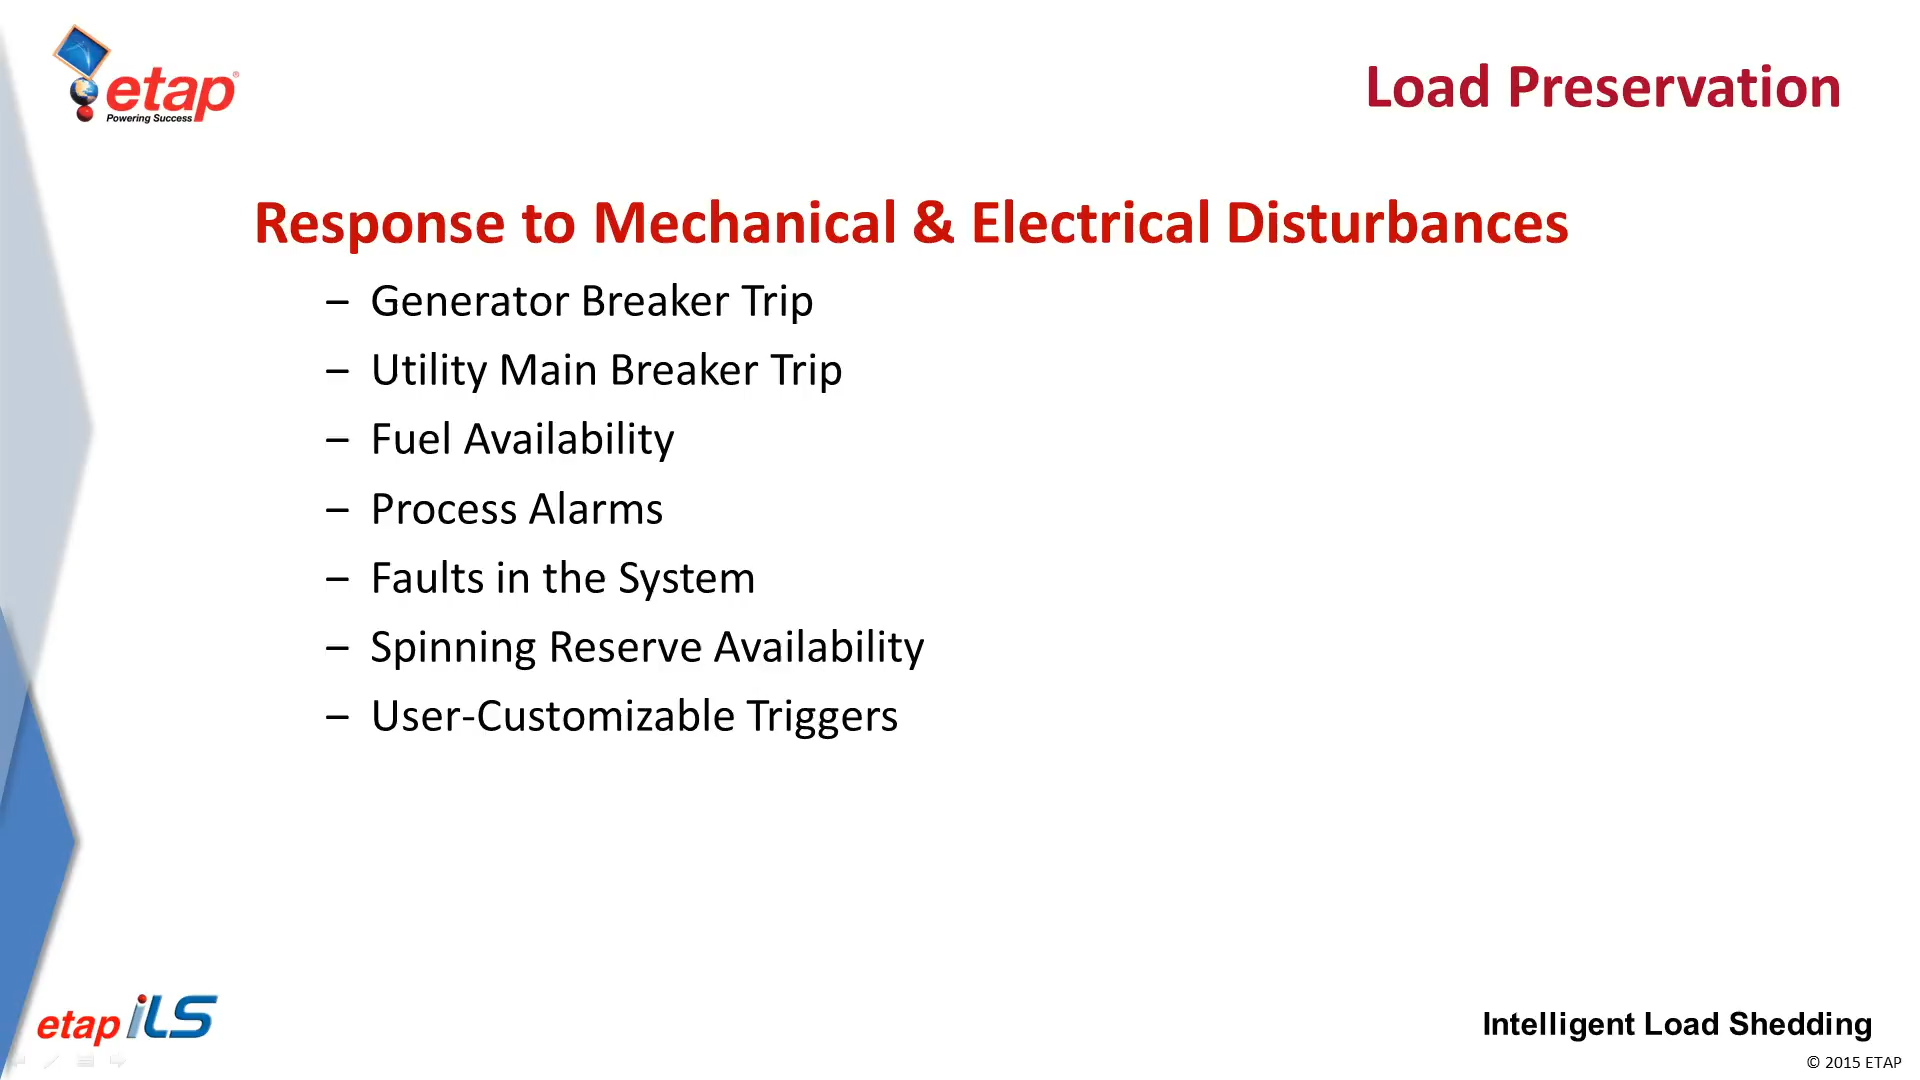 etap®
Powering Success
Load Preservation
Response to Mechanical & Electrical Disturbances
– Generator Breaker Trip
– Utility Main Breaker Trip
– Fuel Availability
– Process Alarms
– Faults in the System
– Spinning Reserve Availability
– User-Customizable Triggers
etap iLS
Intelligent Load Shedding
© 2015 ETAP